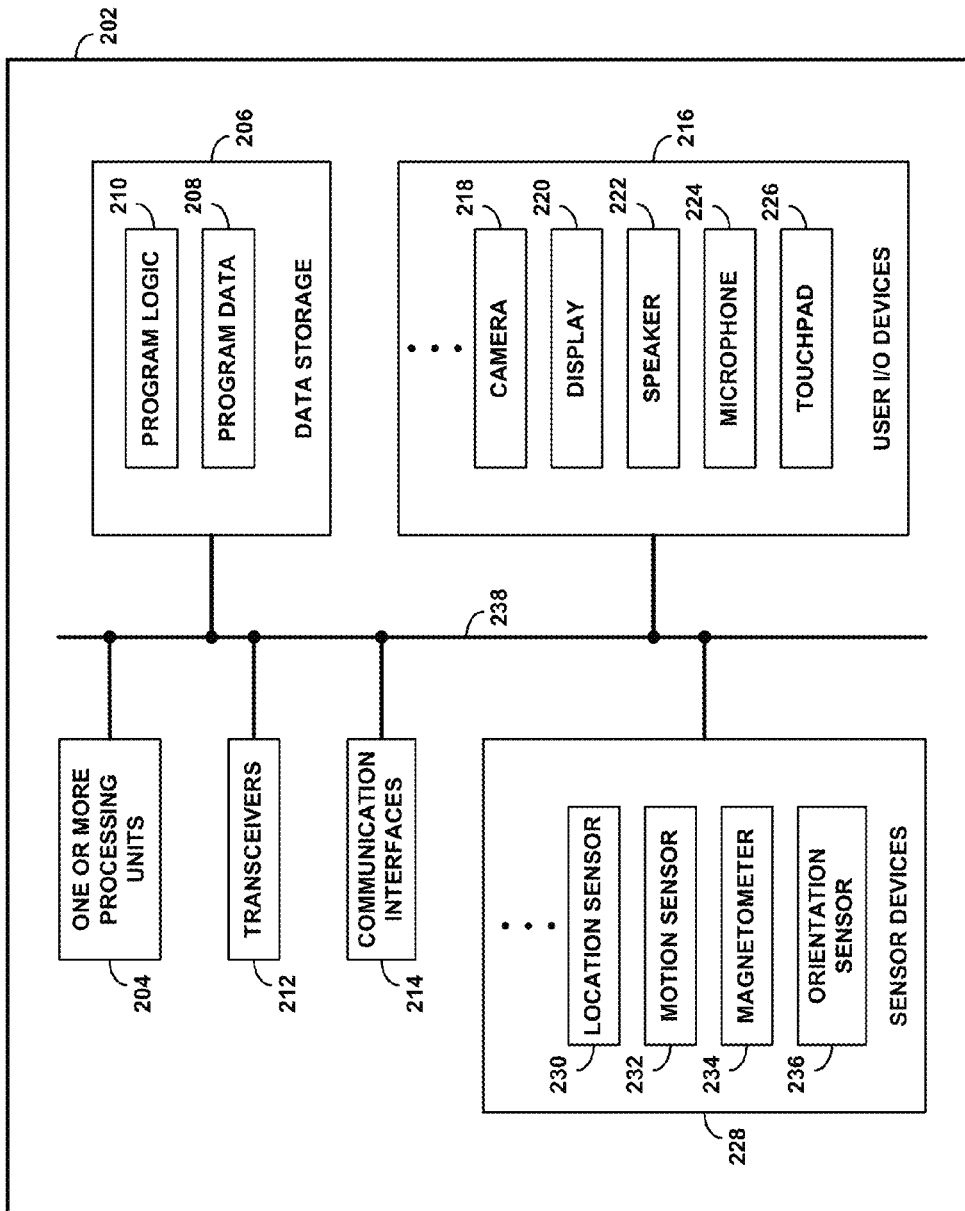 202
ONE OR MORE
PROCESSING
UNITS
204
TRANSCEIVERS
212
COMMUNICATION
INTERFACES
214
238
210
PROGRAM LOGIC
208
PROGRAM DATA
DATA STORAGE
206
230
LOCATION SENSOR
232
MOTION SENSOR
234
MAGNETOMETER
236
ORIENTATION
SENSOR
SENSOR DEVICES
228
218
CAMERA
220
DISPLAY
222
SPEAKER
224
MICROPHONE
226
TOUCHPAD
USER I/O DEVICES
216